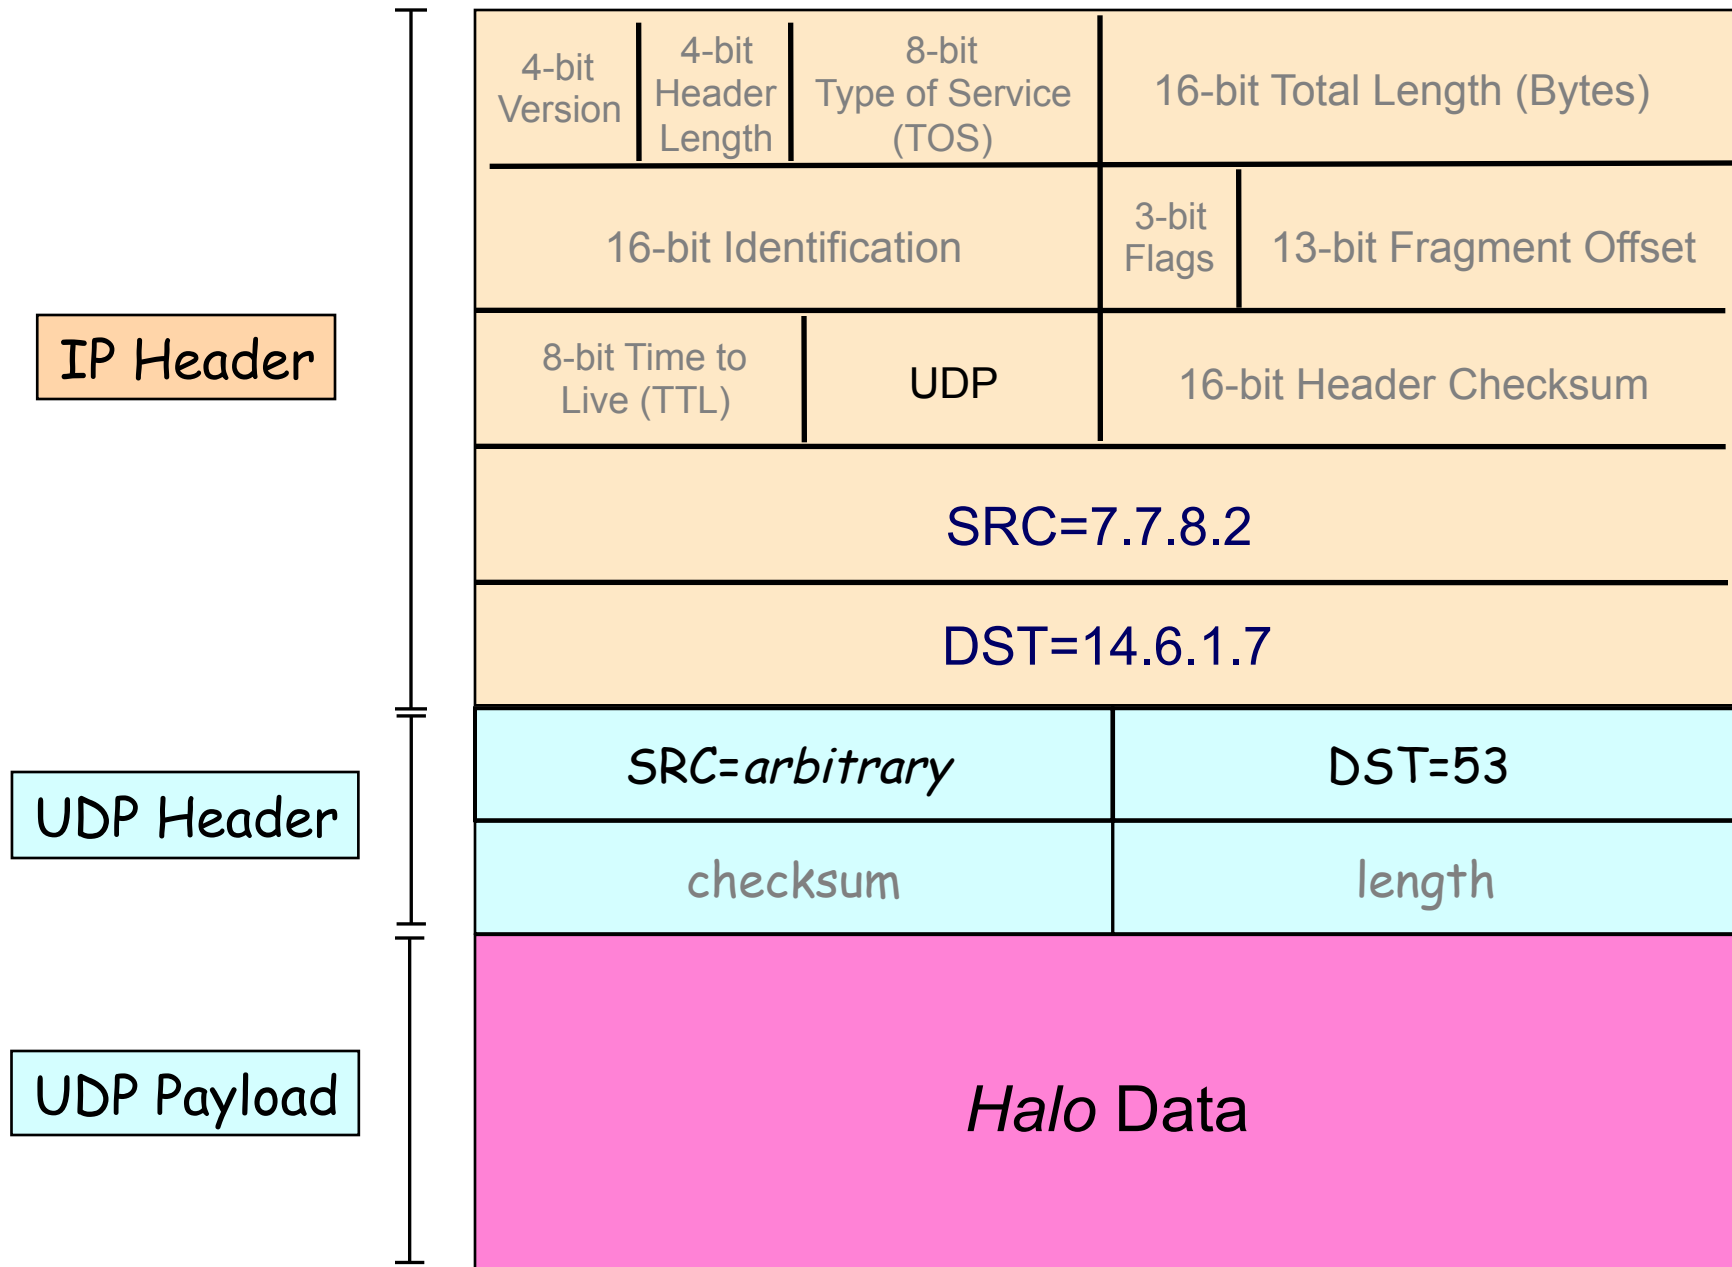 4-bit
Version
4-bit
Header
Length
8-bit
Type of Service
(TOS)
16-bit Total Length (Bytes)
16-bit Identification
3-bit
Flags
13-bit Fragment Offset
IP Header
8-bit Time to
Live (TTL)
UDP
16-bit Header Checksum
SRC=7.7.8.2
DST=14.6.1.7
UDP Header
SRC=arbitrary
DST=53
checksum
length
UDP Payload
Halo Data